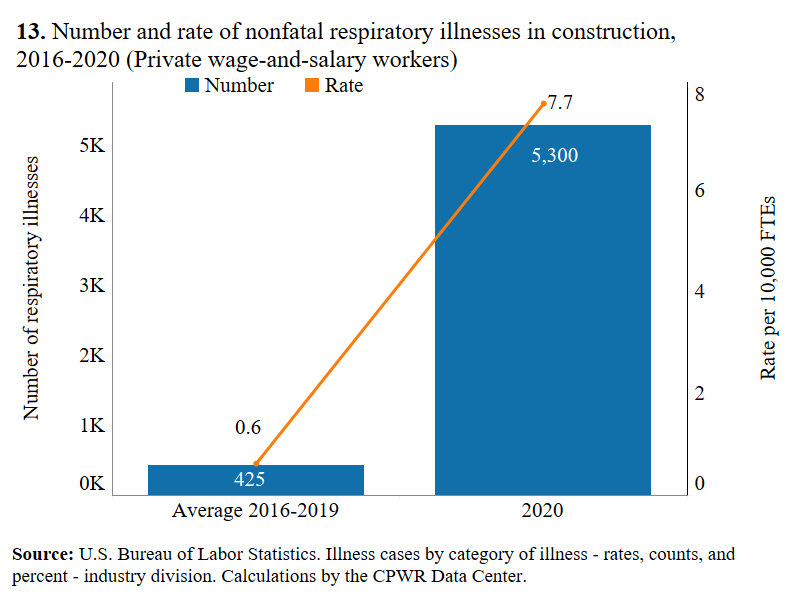 13. Number and rate of nonfatal respiratory illnesses in construction,
2016-2020 (Private wage-and-salary workers)
Number
Rate
Number of respiratory illnesses
5K
4K
3K
2K
1K
0K
0.6
425
7.7
5,300
8
6
4
2
0
Rate per 10,000 FTEs
Average 2016-2019
2020
Source: U.S. Bureau of Labor Statistics. Illness cases by category of illness - rates, counts, and
percent - industry division. Calculations by the CPWR Data Center.